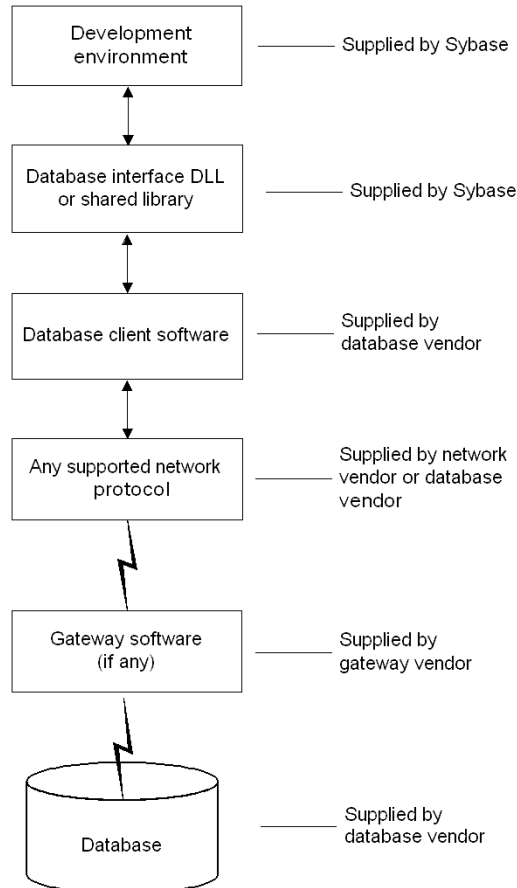 Development
environment
Supplied by Sybase
Database interface DLL
or shared library
Supplied by Sybase
Database client software
Supplied by
database vendor
Any supported network
protocol
Supplied by network
vendor or database
vendor
Gateway software
(if any)
Supplied by
gateway vendor
Database
Supplied by
database vendor